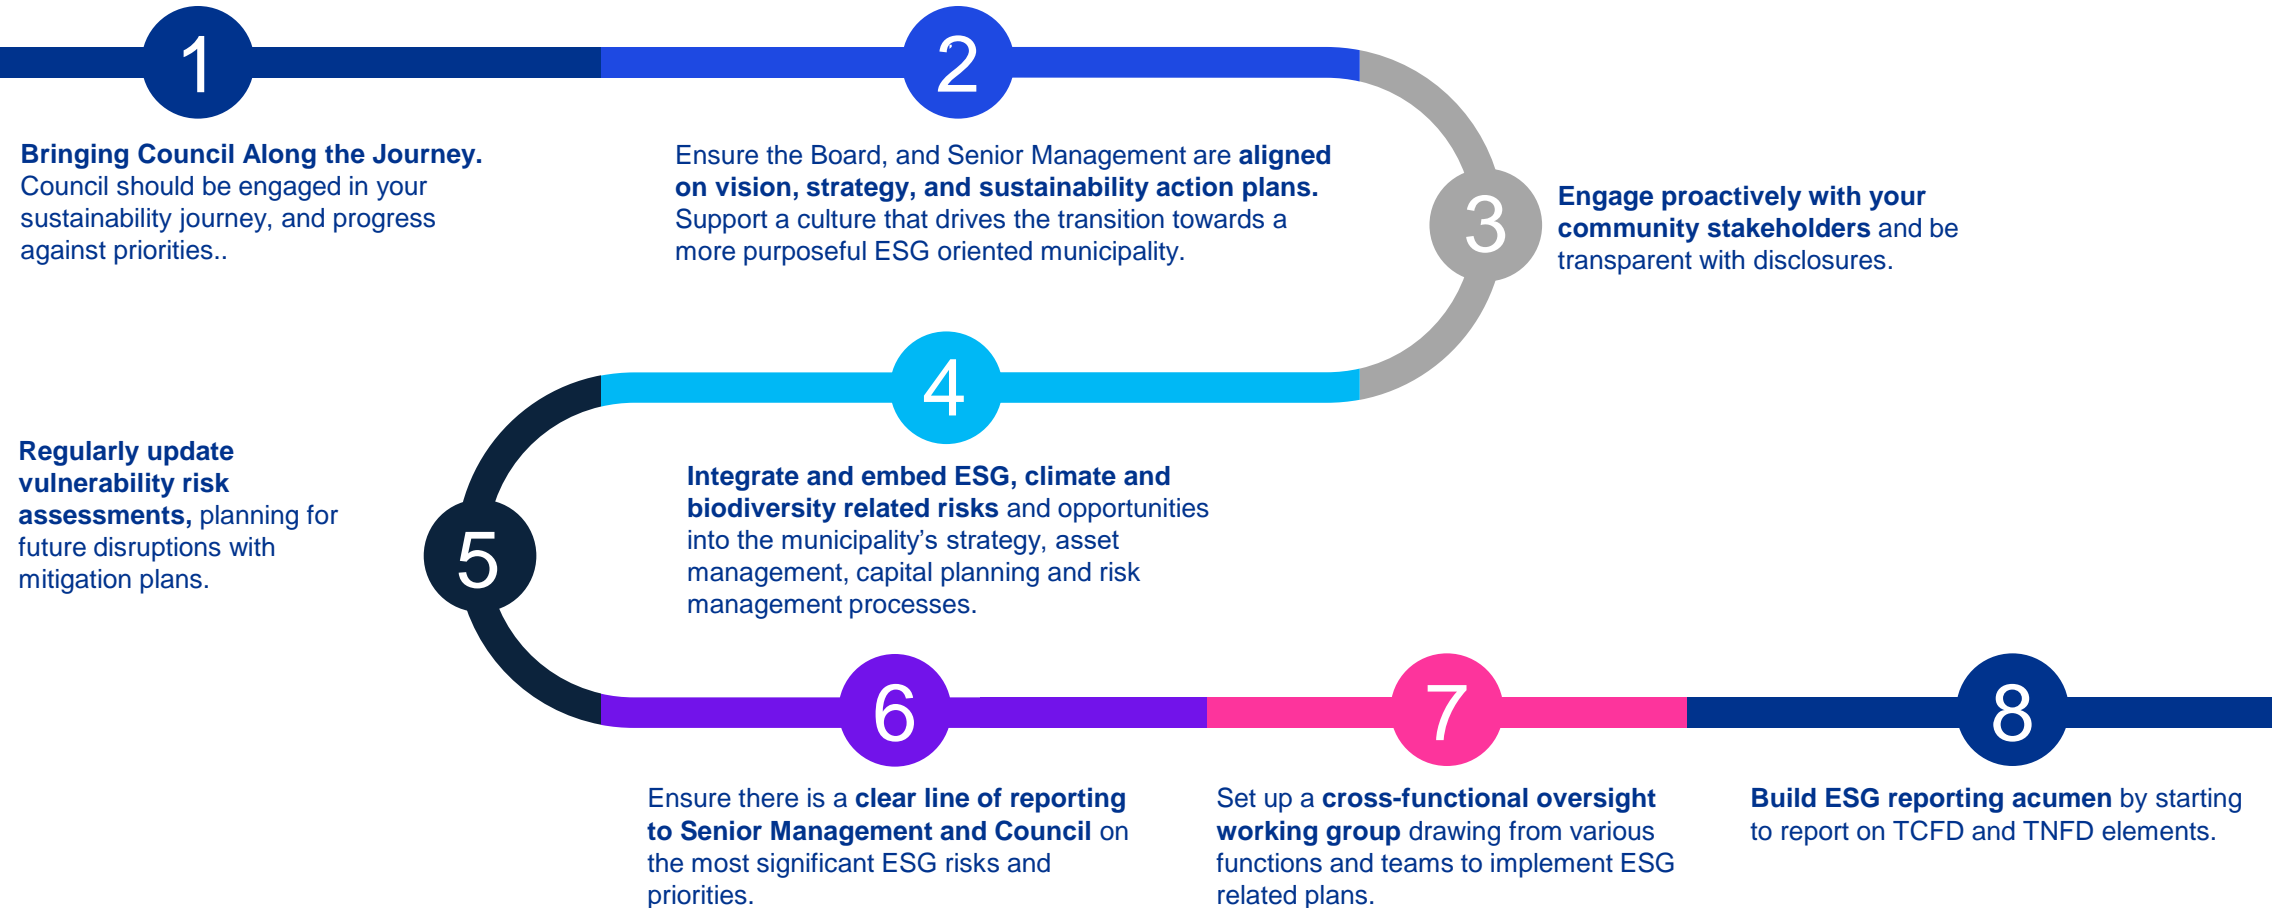 1
Bringing Council Along the Journey.
Council should be engaged in your
sustainability journey, and progress
against priorities..
2
Ensure the Board, and Senior Management are aligned
on vision, strategy, and sustainability action plans.
Support a culture that drives the transition towards a
more purposeful ESG oriented municipality.
3
Engage proactively with your
community stakeholders and be
transparent with disclosures.
4
Integrate and embed ESG, climate and
biodiversity related risks and opportunities
into the municipality’s strategy, asset
management, capital planning and risk
management processes.
5
Regularly update
vulnerability risk
assessments, planning for
future disruptions with
mitigation plans.
6
Ensure there is a clear line of reporting
to Senior Management and Council on
the most significant ESG risks and
priorities.
7
Set up a cross-functional oversight
working group drawing from various
functions and teams to implement ESG
related plans.
8
Build ESG reporting acumen by starting
to report on TCFD and TNFD elements.